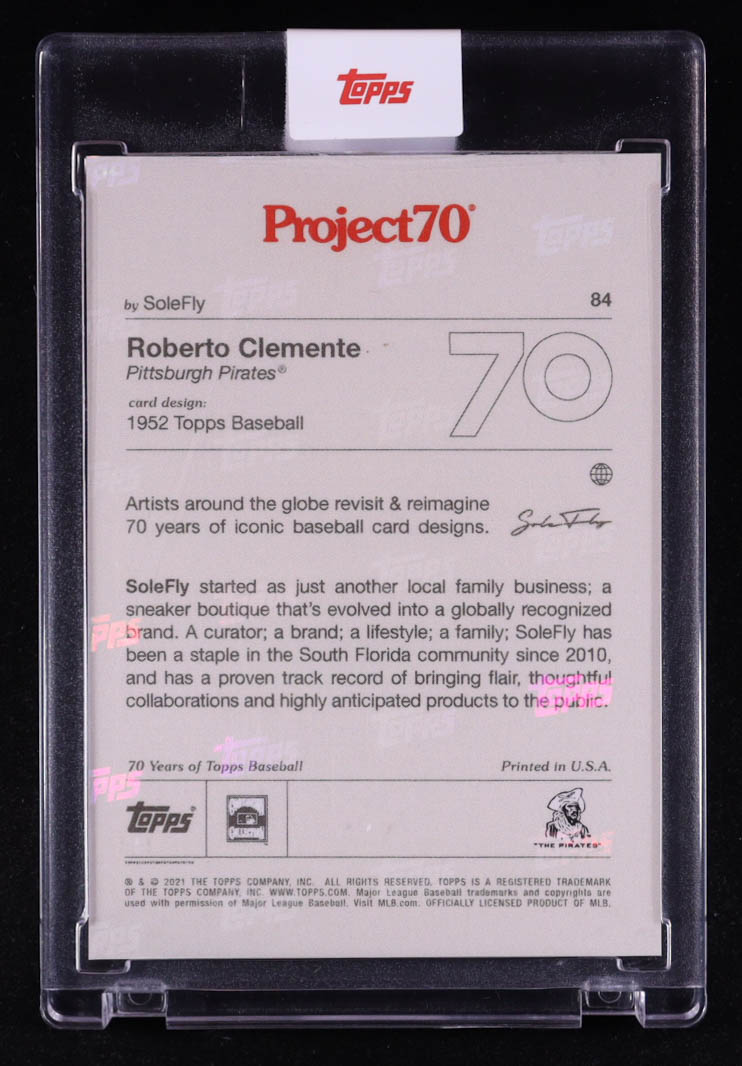 TOPPS
Project70®
by SoleFly
84
Roberto Clemente
Pittsburgh Pirates®
card design:
1952 Topps Baseball
70
Artists around the globe revisit & reimagine
70 years of iconic baseball card designs.
SoleFly
SoleFly started as just another local family business; a
sneaker boutique that's evolved into a globally recognized
brand. A curator; a brand; a lifestyle; a family; SoleFly has
been a staple in the South Florida community since 2010,
and has a proven track record of bringing flair, thoughtful
collaborations and highly anticipated products to the public.
70 Years of Topps Baseball
Printed in U.S.A.
TOPPS®
"THE PIRATES"
® & © 2021 THE TOPPS COMPANY, INC. ALL RIGHTS RESERVED. TOPPS IS A REGISTERED TRADEMARK
OF THE TOPPS COMPANY, INC. WWW.TOPPS.COM. Major League Baseball trademarks and copyrights are
used with permission of Major League Baseball. Visit MLB.com. OFFICIALLY LICENSED PRODUCT OF MLB.